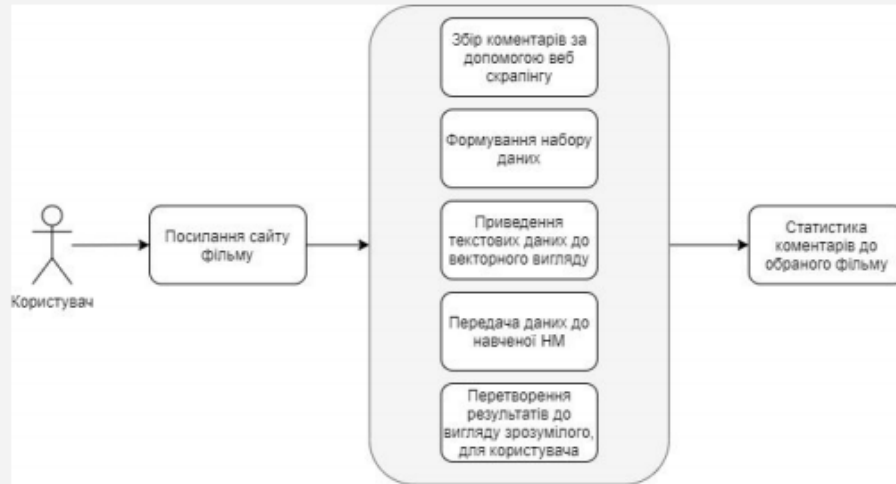 Користувач
Посилання сайту
фільму
Збір коментарів за
допомогою веб
скрапінгу
Формування набору
даних
Приведення
текстових даних до
векторного вигляду
Передача даних до
навченої НМ
Перетворення
результатів до
вигляду зрозумілого,
для користувача
Статистика
коментарів до
обраного фільму